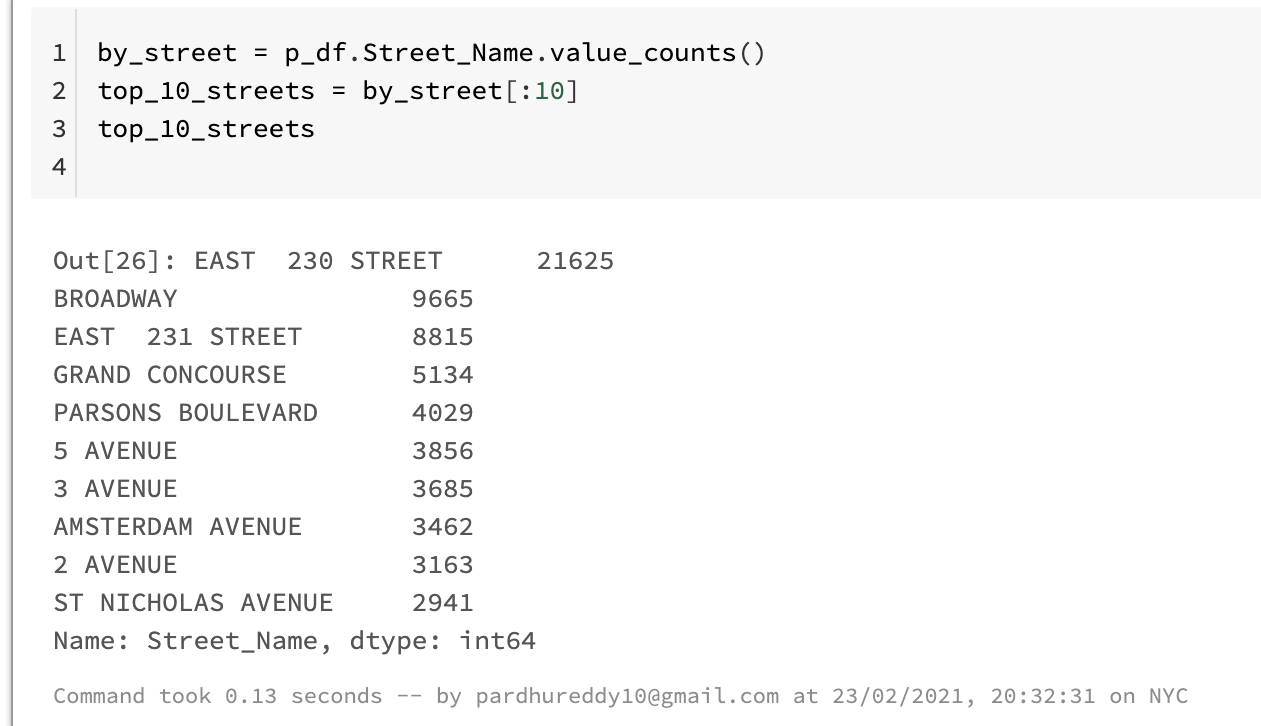 1 by_street = p_df.Street_Name.value_counts()
2 top_10_streets = by_street[:10]
3 top_10_streets
4
Out[26]: EAST  230 STREET      21625
BROADWAY               9665
EAST  231 STREET       8815
GRAND CONCOURSE        5134
PARSONS BOULEVARD      4029
5 AVENUE               3856
3 AVENUE               3685
AMSTERDAM AVENUE       3462
2 AVENUE               3163
ST NICHOLAS AVENUE     2941
Name: Street_Name, dtype: int64
Command took 0.13 seconds -- by pardhureddy10@gmail.com at 23/02/2021, 20:32:31 on NYC